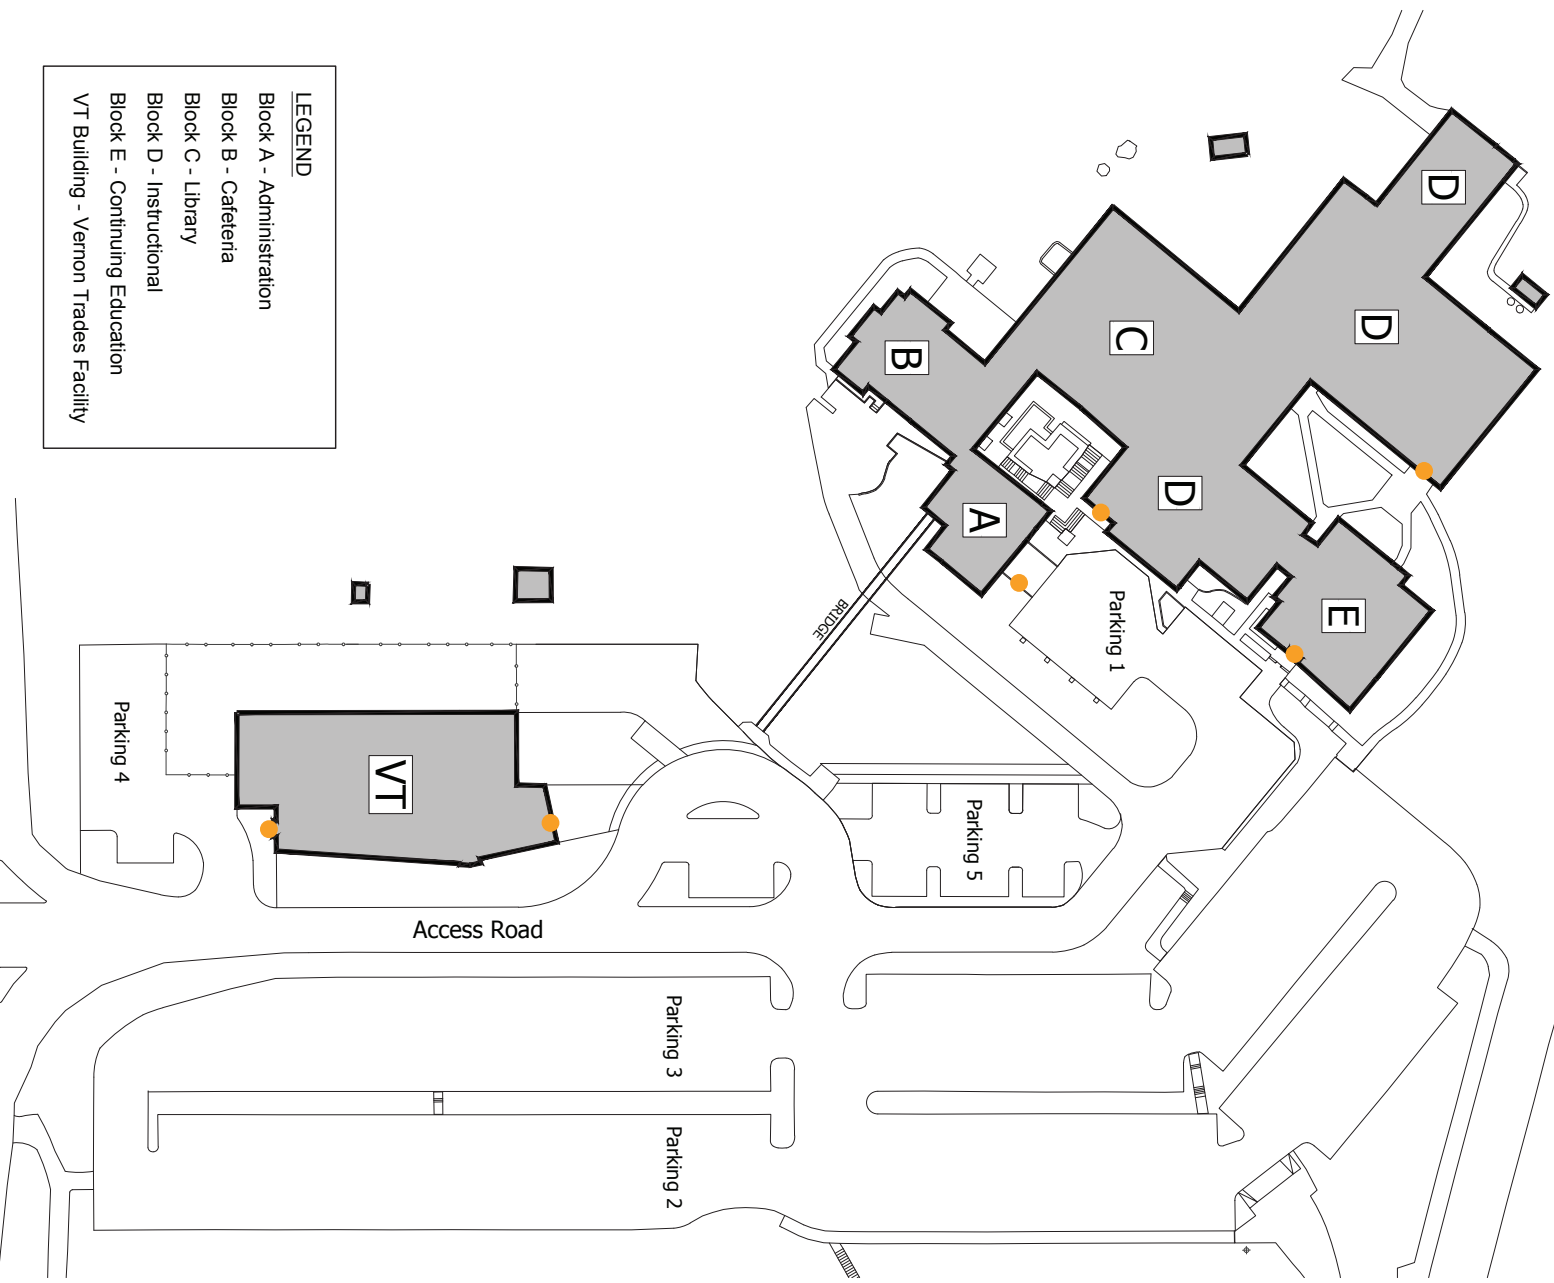 LEGEND
Block A - Administration
Block B - Cafeteria
Block C - Library
Block D - Instructional
Block E - Continuing Education
VT Building - Vernon Trades Facility
D
D
C
B
D
A
E
BRIDGE
Parking 1
Parking 4
VT
Parking 5
Access Road
Parking 3
Parking 2